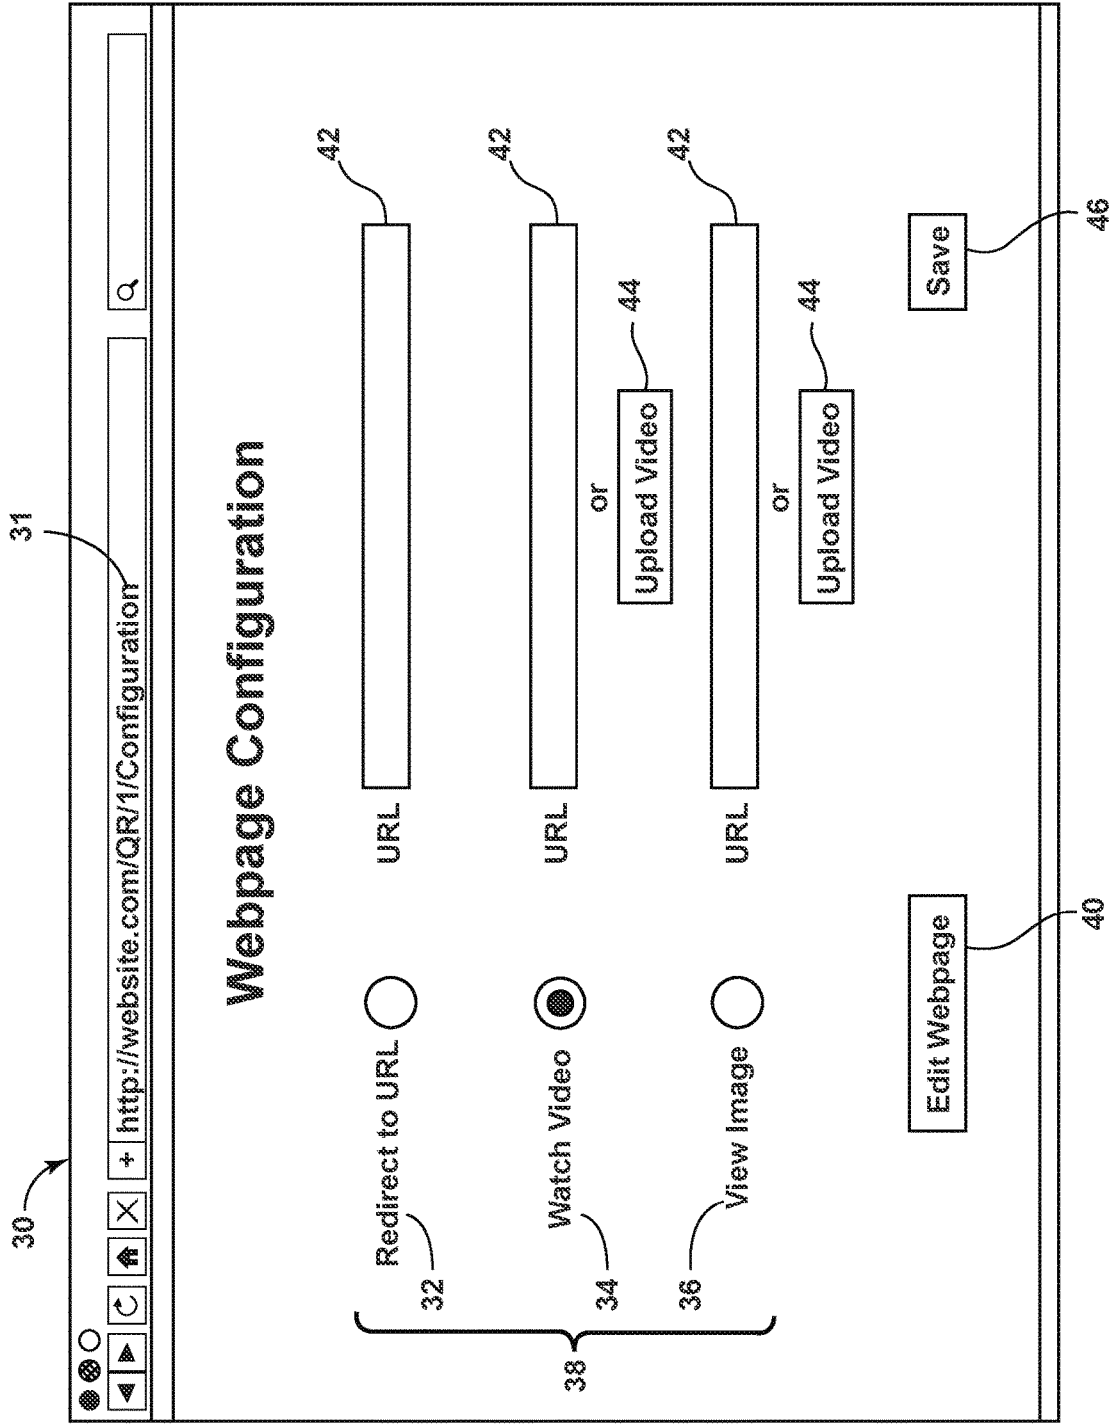 30
31
+ http://website.com/QR/1/Configuration
Webpage Configuration
38
32
Redirect to URL
URL
42
34
Watch Video
URL
42
or
Upload Video
44
36
View Image
URL
42
or
Upload Video
44
Edit Webpage
40
Save
46